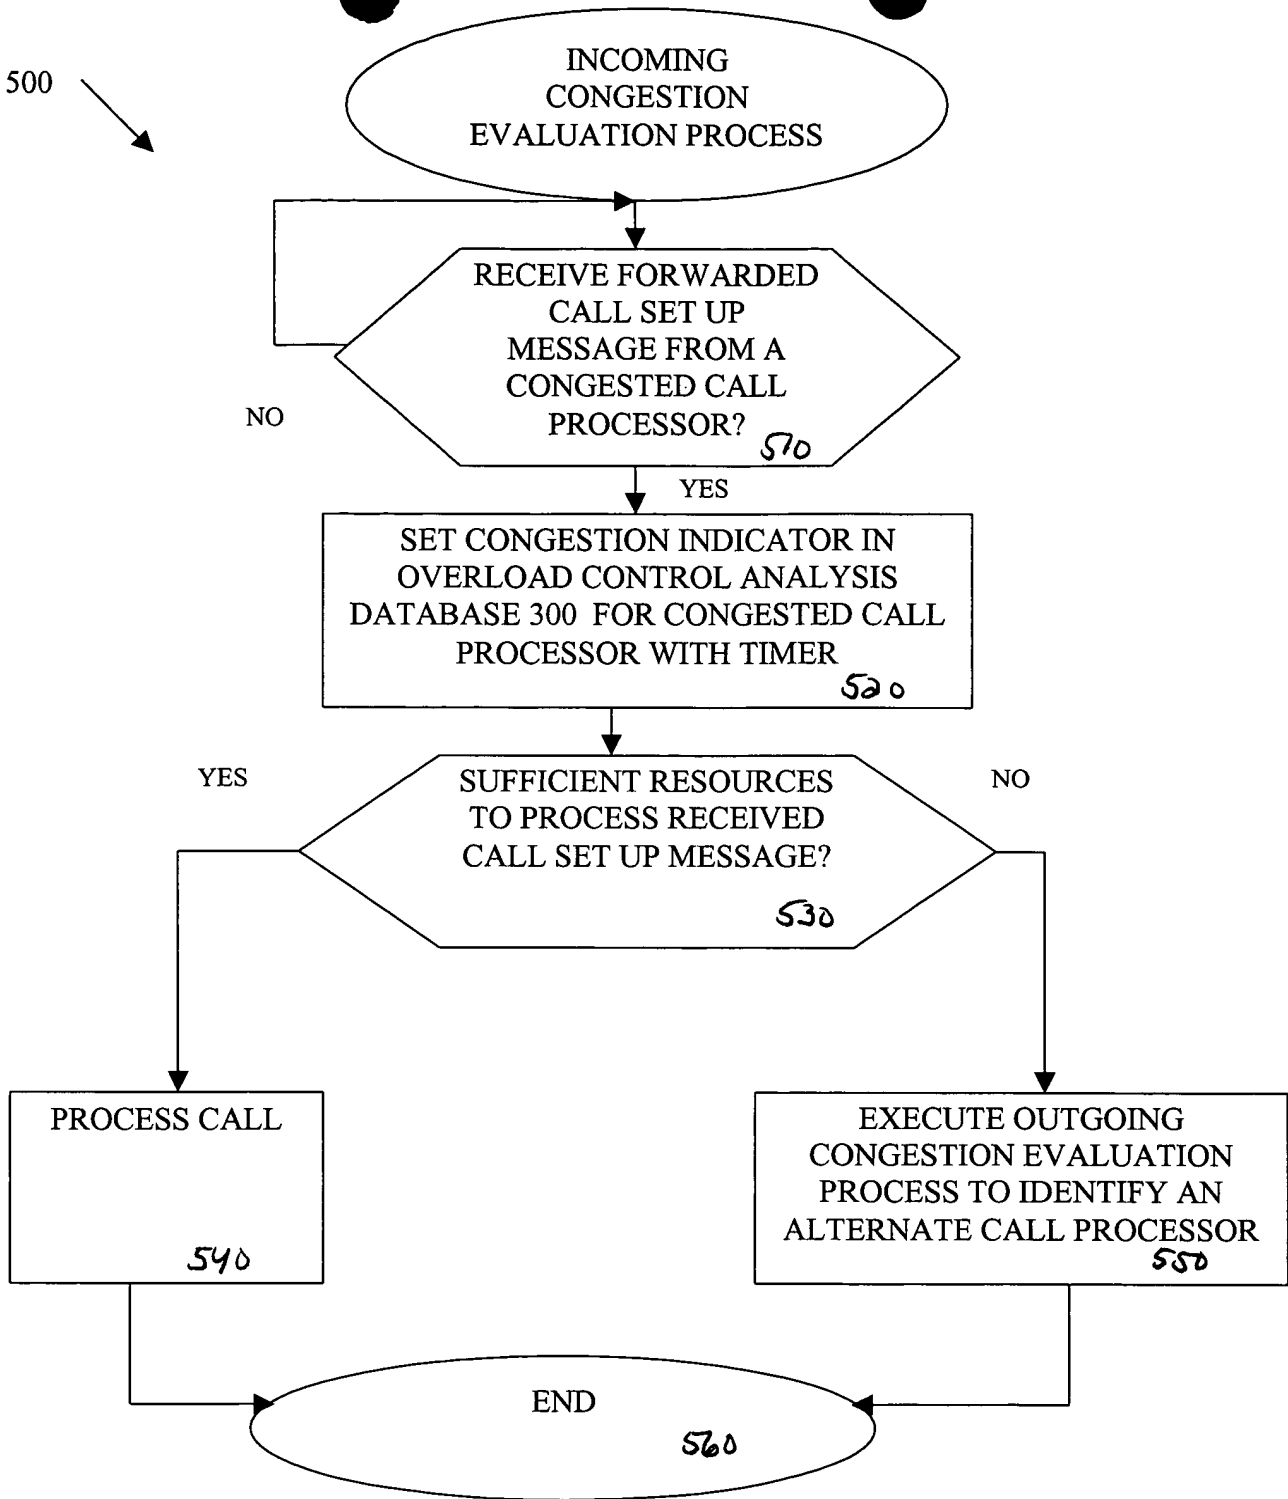 500
INCOMING
CONGESTION
EVALUATION PROCESS
RECEIVE FORWARDED
CALL SET UP
MESSAGE FROM A
CONGESTED CALL
PROCESSOR?
510
NO
YES
SET CONGESTION INDICATOR IN
OVERLOAD CONTROL ANALYSIS
DATABASE 300 FOR CONGESTED CALL
PROCESSOR WITH TIMER
520
YES
SUFFICIENT RESOURCES
TO PROCESS RECEIVED
CALL SET UP MESSAGE?
530
NO
PROCESS CALL
540
EXECUTE OUTGOING
CONGESTION EVALUATION
PROCESS TO IDENTIFY AN
ALTERNATE CALL PROCESSOR
550
END
560